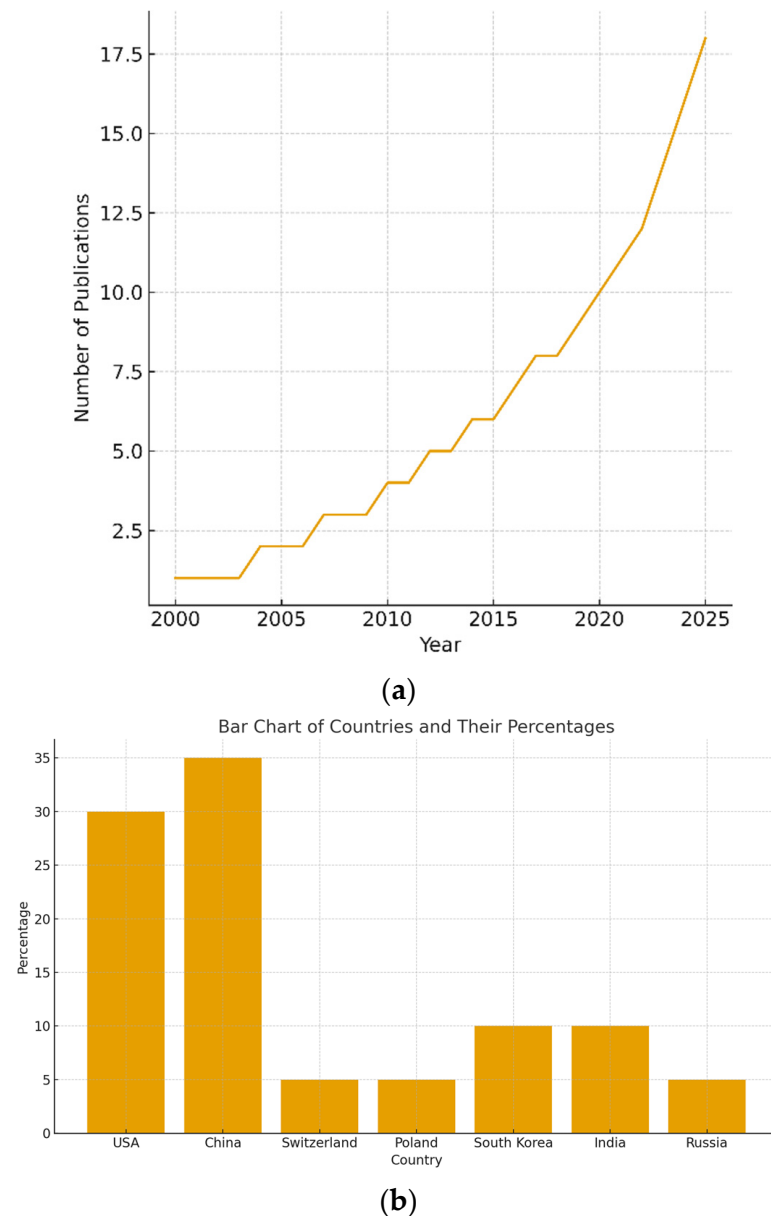 17.5
15.0
12.5
10.0
7.5
5.0
2.5
Number of Publications
2000 2005 2010 2015 2020 2025
Year
(a)
Bar Chart of Countries and Their Percentages
35
30
25
20
15
10
5
0
Percentage
USA China Switzerland Poland South Korea India Russia
Country
(b)